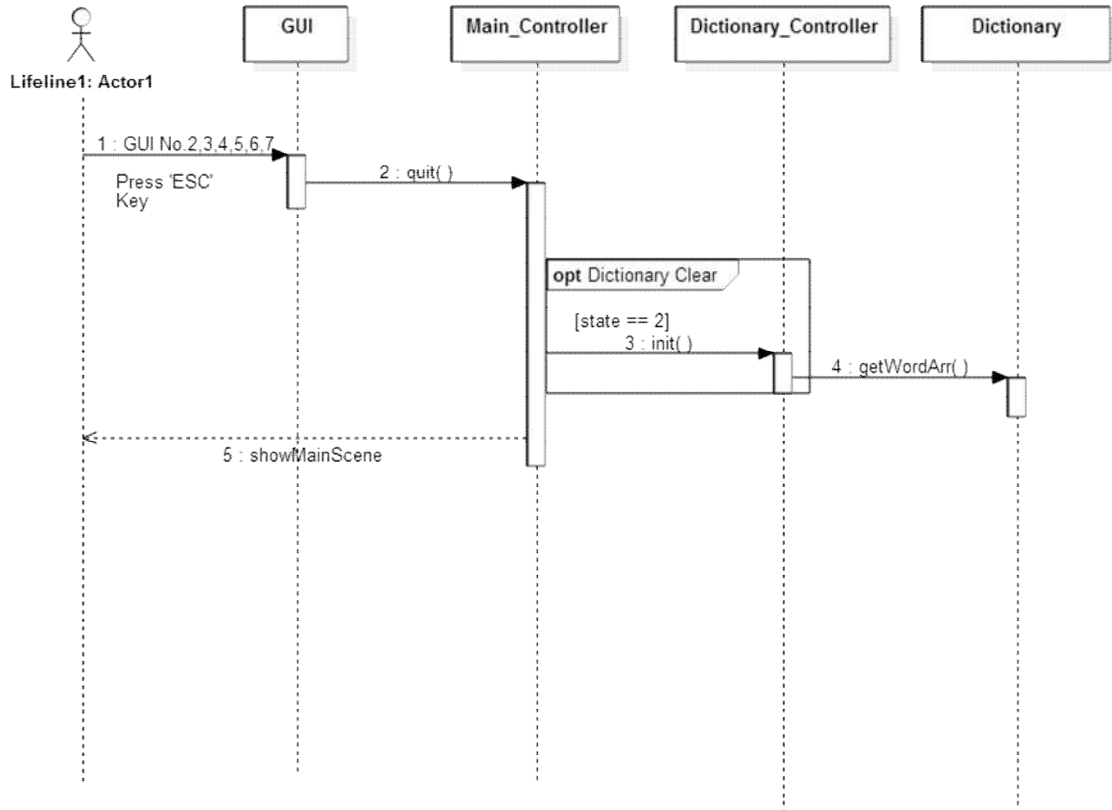 GUI
Main_Controller
Dictionary_Controller
Dictionary
Lifeline1: Actor1
1 : GUI No.2,3,4,5,6,7
Press 'ESC'
Key
2 : quit( )
opt Dictionary Clear
[state == 2]
3 : init( )
4 : getWordArr( )
5 : showMainScene